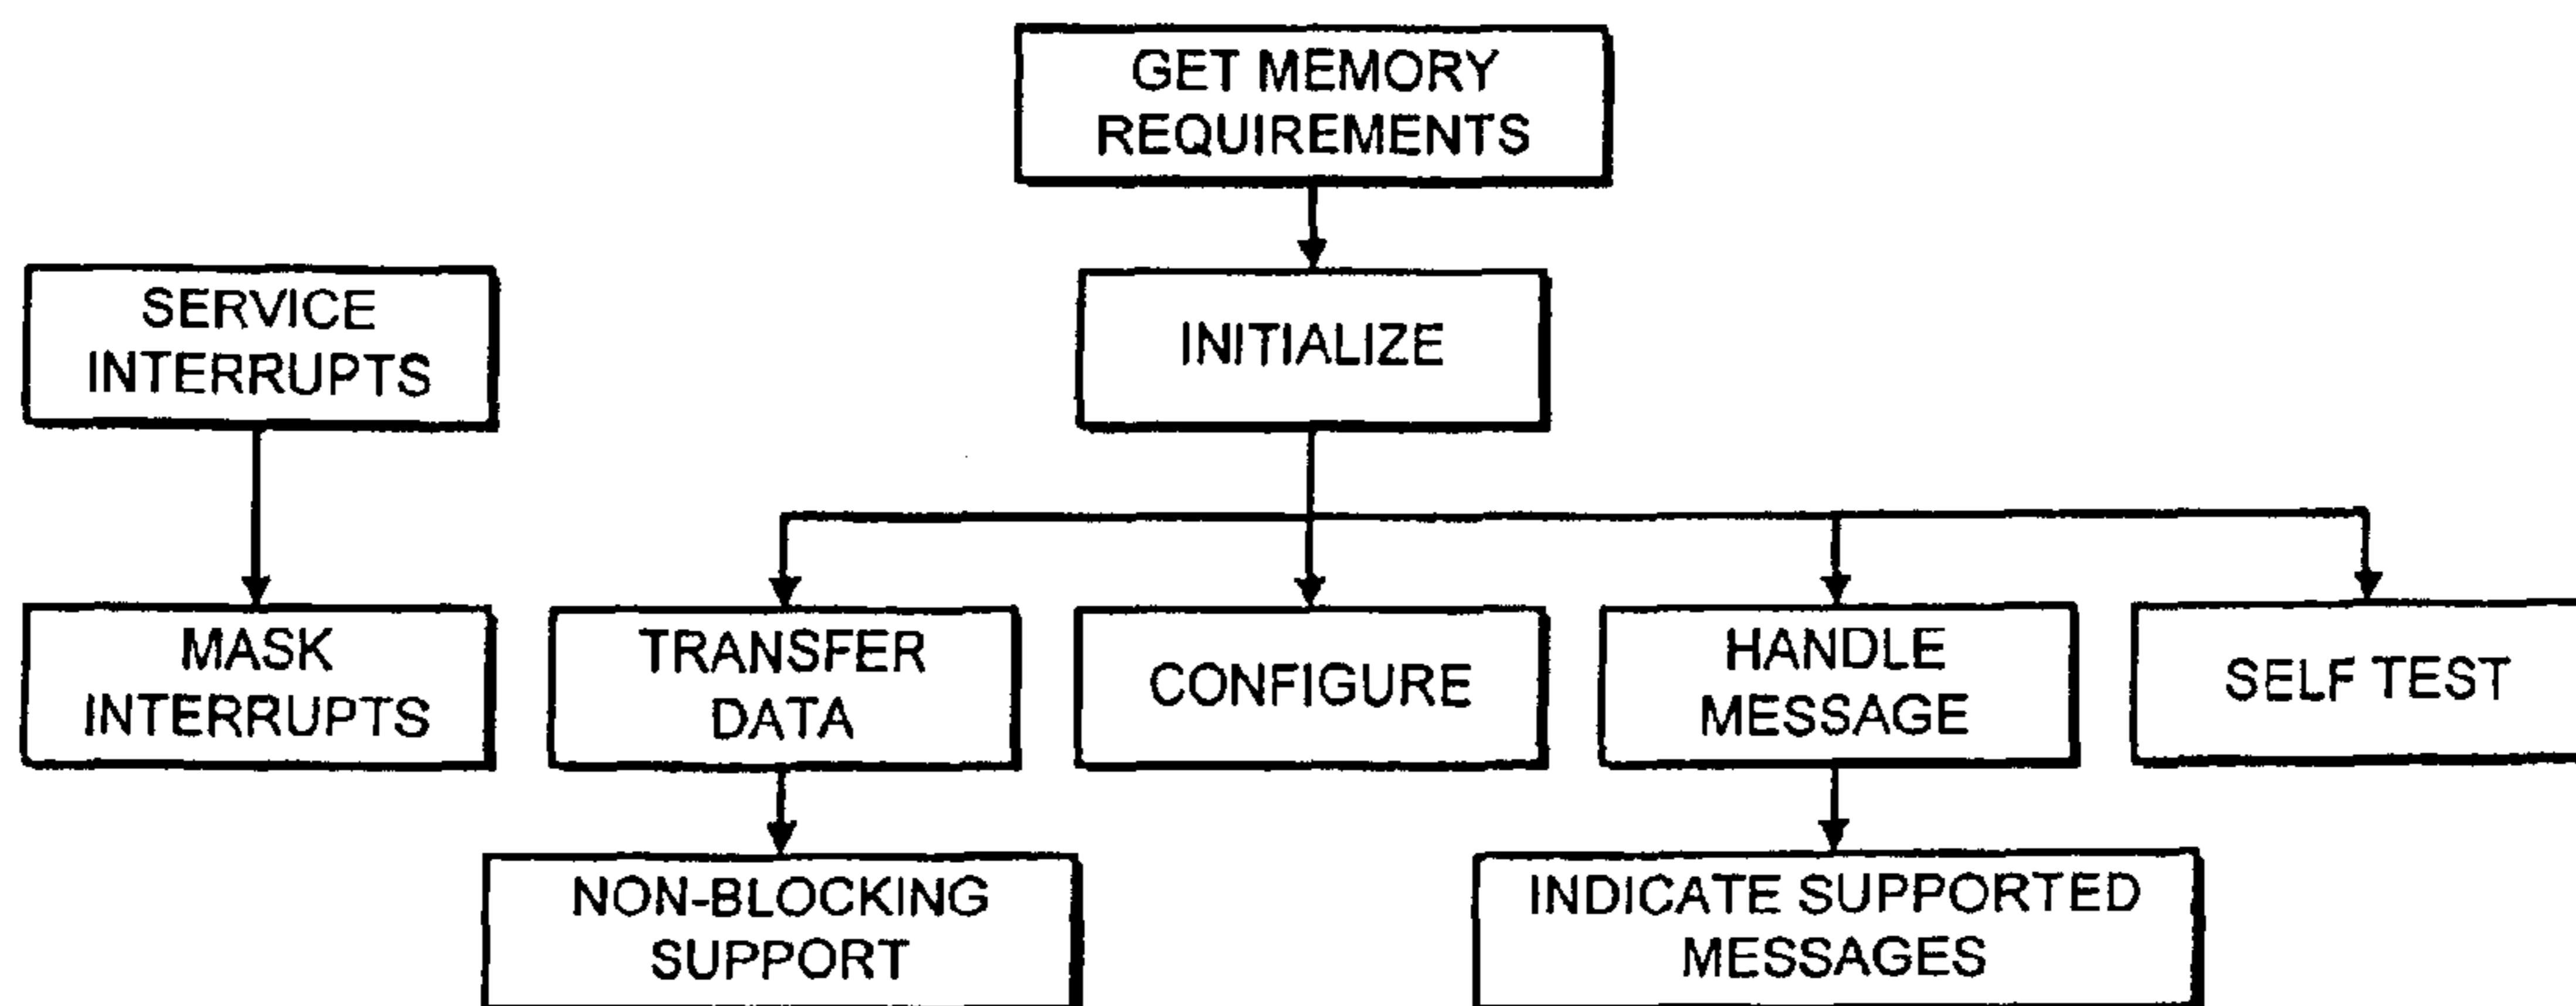 GET MEMORY
REQUIREMENTS
SERVICE
INTERRUPTS
INITIALIZE
MASK
INTERRUPTS
TRANSFER
DATA
CONFIGURE
HANDLE
MESSAGE
SELF TEST
NON-BLOCKING
SUPPORT
INDICATE SUPPORTED
MESSAGES